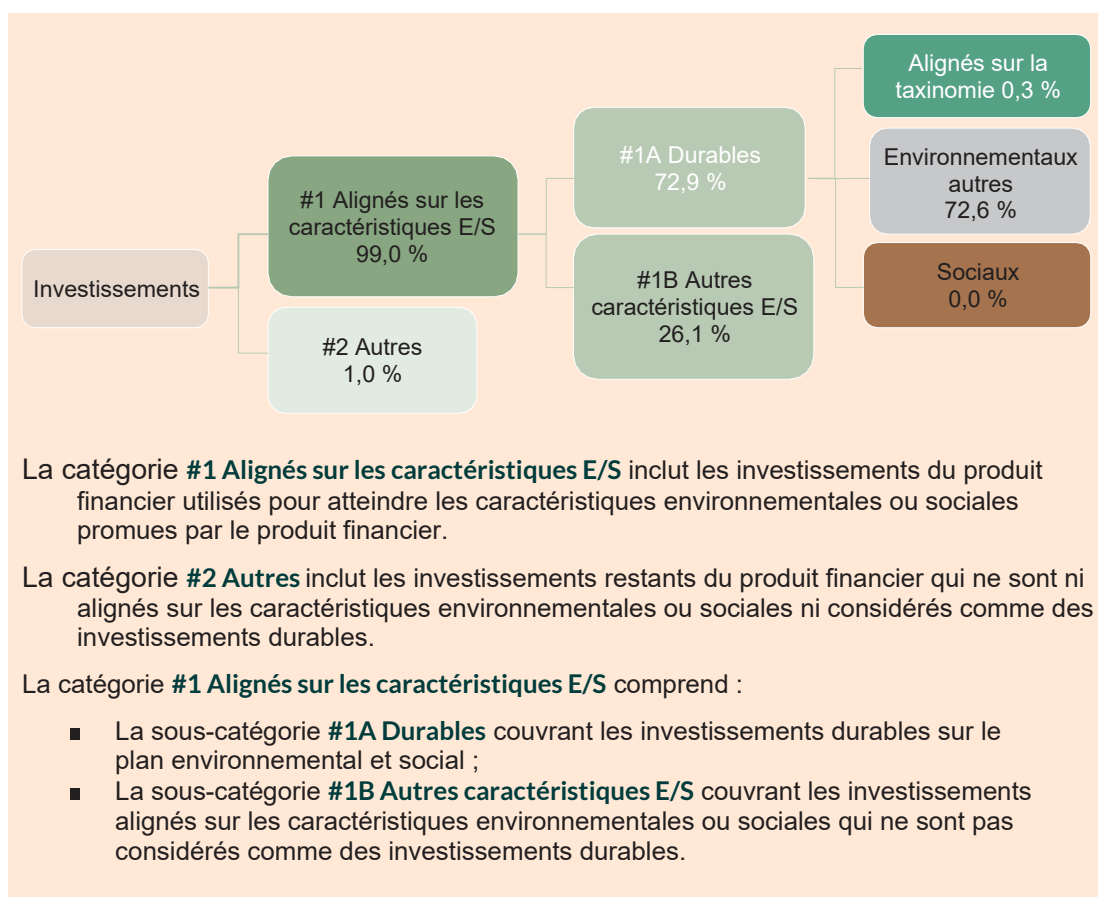 Alignés sur la
taxinomie 0,3 %
#1A Durables
72,9 %
Environnementaux
autres
72,6 %
#1 Alignés sur les
caractéristiques E/S
99,0 %
Sociaux
0,0 %
Investissements
#1B Autres
caractéristiques E/S
26,1 %
#2 Autres
1,0 %
La catégorie #1 Alignés sur les caractéristiques E/S inclut les investissements du produit
financier utilisés pour atteindre les caractéristiques environnementales ou sociales
promues par le produit financier.
La catégorie #2 Autres inclut les investissements restants du produit financier qui ne sont ni
alignés sur les caractéristiques environnementales ou sociales ni considérés comme des
investissements durables.
La catégorie #1 Alignés sur les caractéristiques E/S comprend :
▪ La sous-catégorie #1A Durables couvrant les investissements durables sur le
plan environnemental et social ;
▪ La sous-catégorie #1B Autres caractéristiques E/S couvrant les investissements
alignés sur les caractéristiques environnementales ou sociales qui ne sont pas
considérés comme des investissements durables.